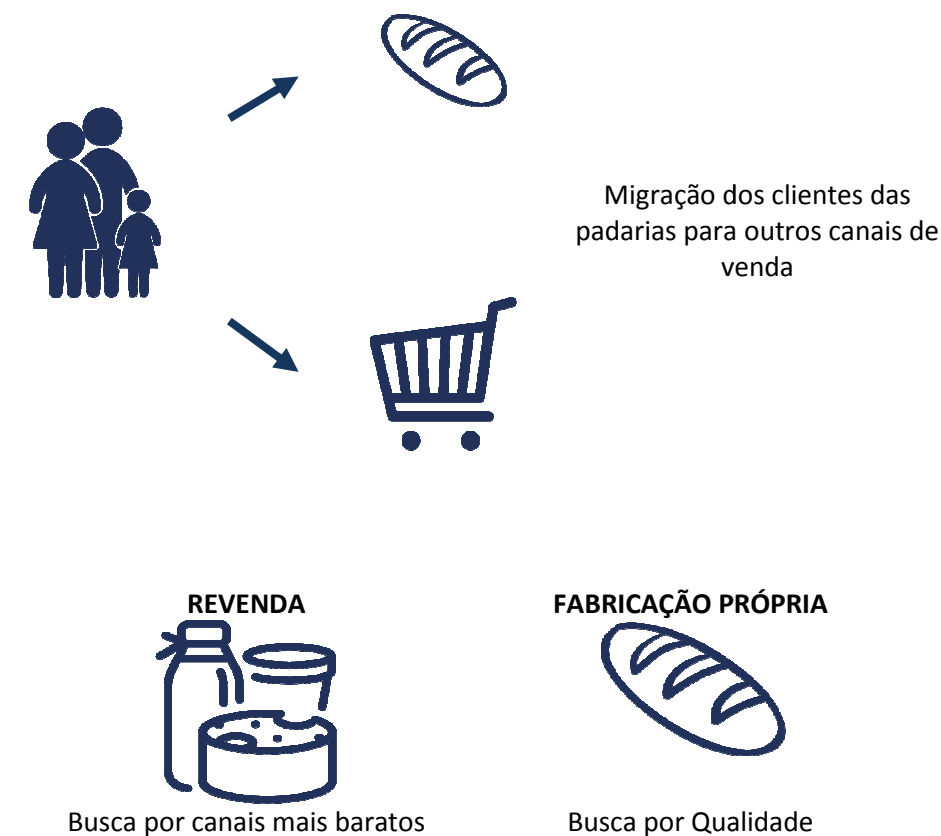 Migração dos clientes das
padarias para outros canais de
venda
REVENDA
FABRICAÇÃO PRÓPRIA
Busca por canais mais baratos
Busca por Qualidade